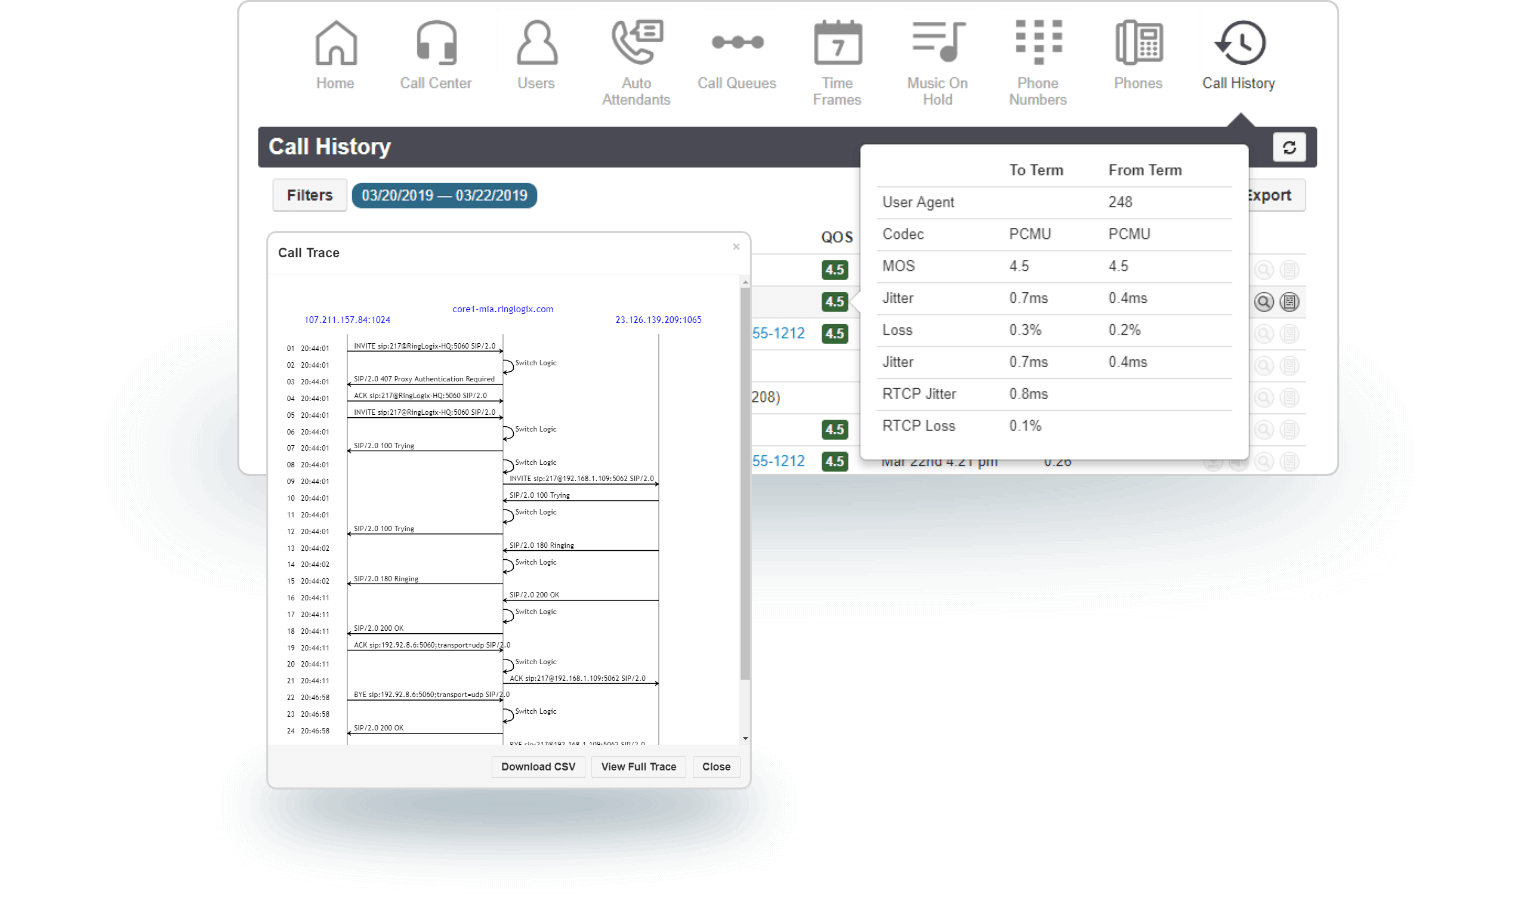 7
Home
Call Center
Users
Auto
Attendants
Call Queues
Time
Frames
Music On
Hold
Phone
Numbers
Phones
Call History
Call History
Filters
03/20/2019 — 03/22/2019
Export
QOS
4.5
4.5
55-1212 4.5
208)
4.5
55-1212 4.5 Mar 22nd 4:21 pm 0:26
To Term From Term
User Agent 248
Codec PCMU PCMU
MOS 4.5 4.5
Jitter 0.7ms 0.4ms
Loss 0.3% 0.2%
Jitter 0.7ms 0.4ms
RTCP Jitter 0.8ms
RTCP Loss 0.1%
Call Trace ×
core1-mia.ringlogix.com
107.211.157.84:1024 23.126.139.209:1065
01 20:44:01 INVITE sip:217@RingLogix-HQ:5060 SIP/2.0
02 20:44:01 Switch Logic
03 20:44:01 SIP/2.0 407 Proxy Authentication Required
04 20:44:01 ACK sip:217@RingLogix-HQ:5060 SIP/2.0
05 20:44:01 INVITE sip:217@RingLogix-HQ:5060 SIP/2.0
06 20:44:01 Switch Logic
07 20:44:01 SIP/2.0 100 Trying
08 20:44:01 Switch Logic
09 20:44:01 INVITE sip:217@192.168.1.109:5062 SIP/2.0
10 20:44:01 SIP/2.0 100 Trying
11 20:44:01 Switch Logic
12 20:44:01 SIP/2.0 100 Trying
13 20:44:02 SIP/2.0 180 Ringing
14 20:44:02 Switch Logic
15 20:44:02 SIP/2.0 180 Ringing
16 20:44:11 SIP/2.0 200 OK
17 20:44:11 Switch Logic
18 20:44:11 SIP/2.0 200 OK
19 20:44:11 ACK sip:192.92.8.6:5060;transport=udp SIP/2.0
20 20:44:11 Switch Logic
21 20:44:11 ACK sip:217@192.168.1.109:5062 SIP/2.0
22 20:46:58 BYE sip:192.92.8.6:5060;transport=udp SIP/2.0
23 20:46:58 Switch Logic
24 20:46:58 SIP/2.0 200 OK
BYE sip:217@192.168.1.109:5062 SIP/2.0
Download CSV View Full Trace Close